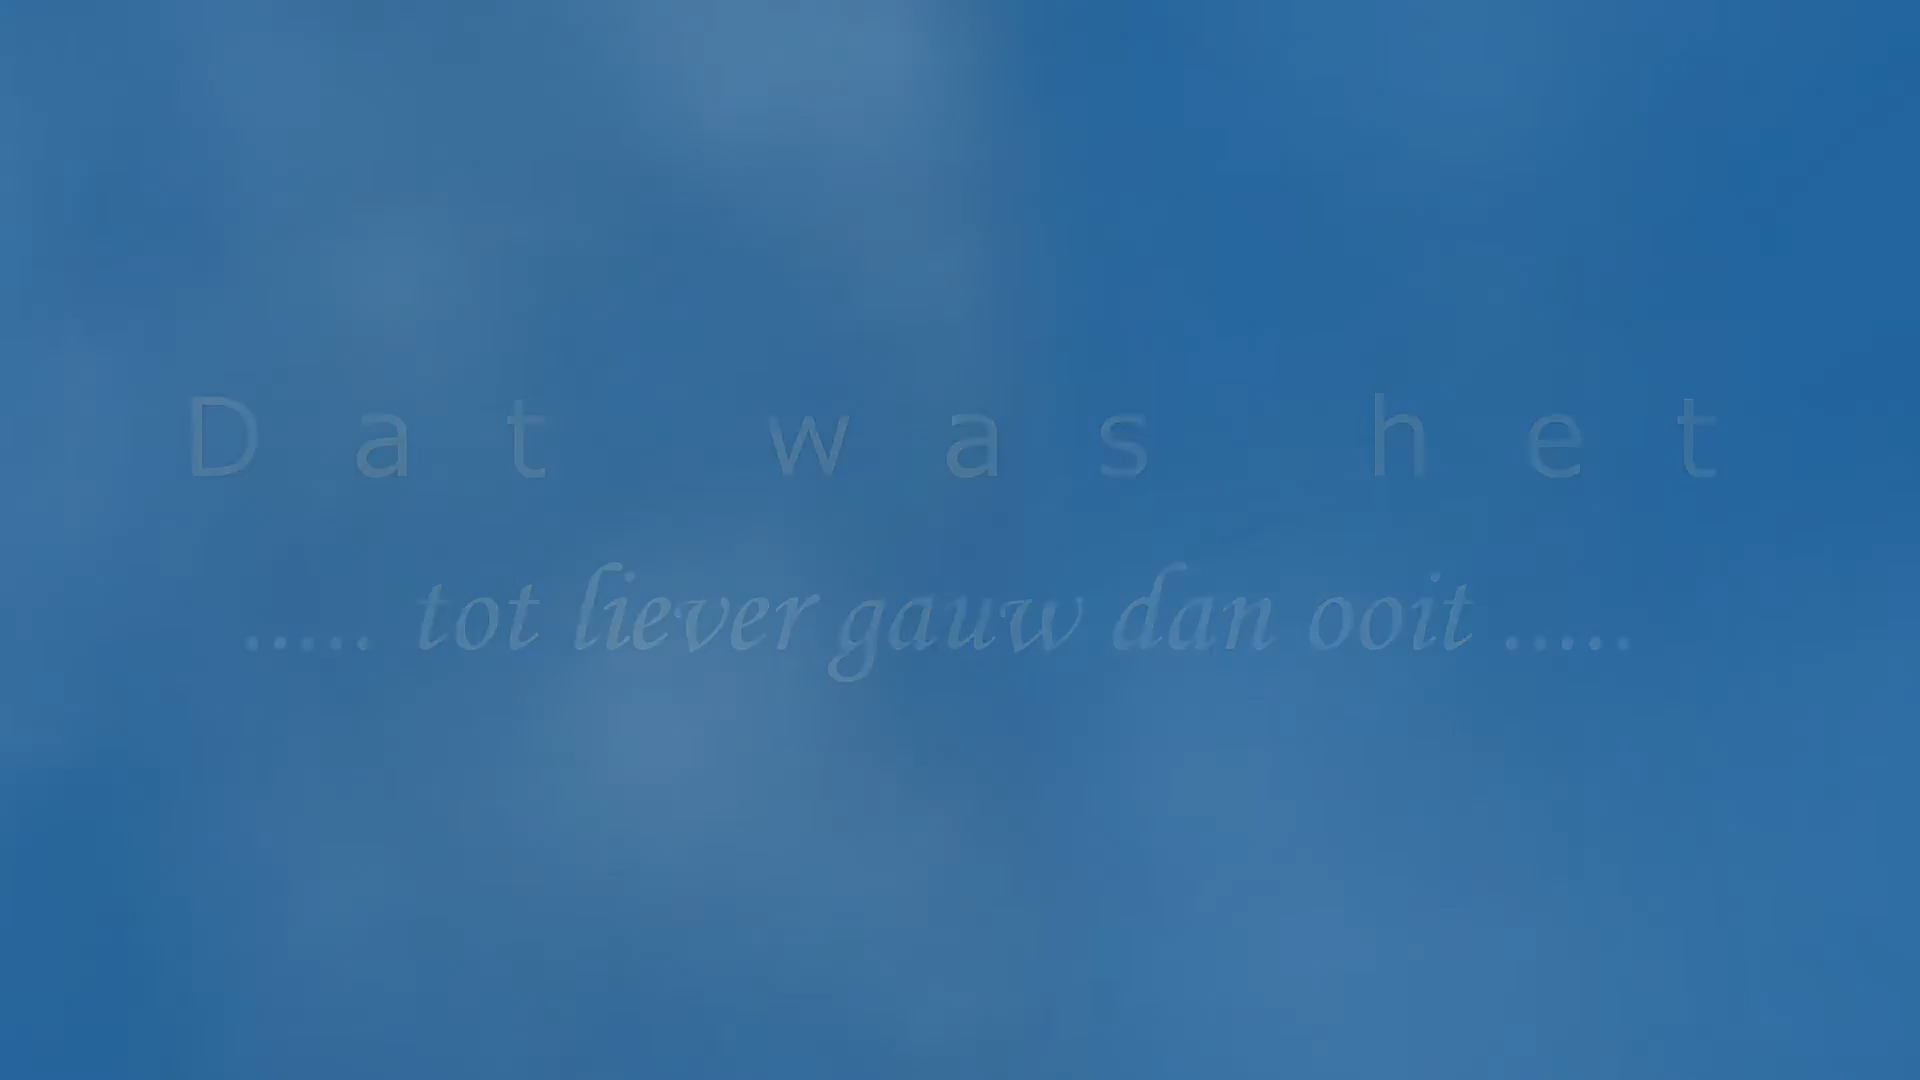 Dat was het
..... tot liever gauw dan ooit .....